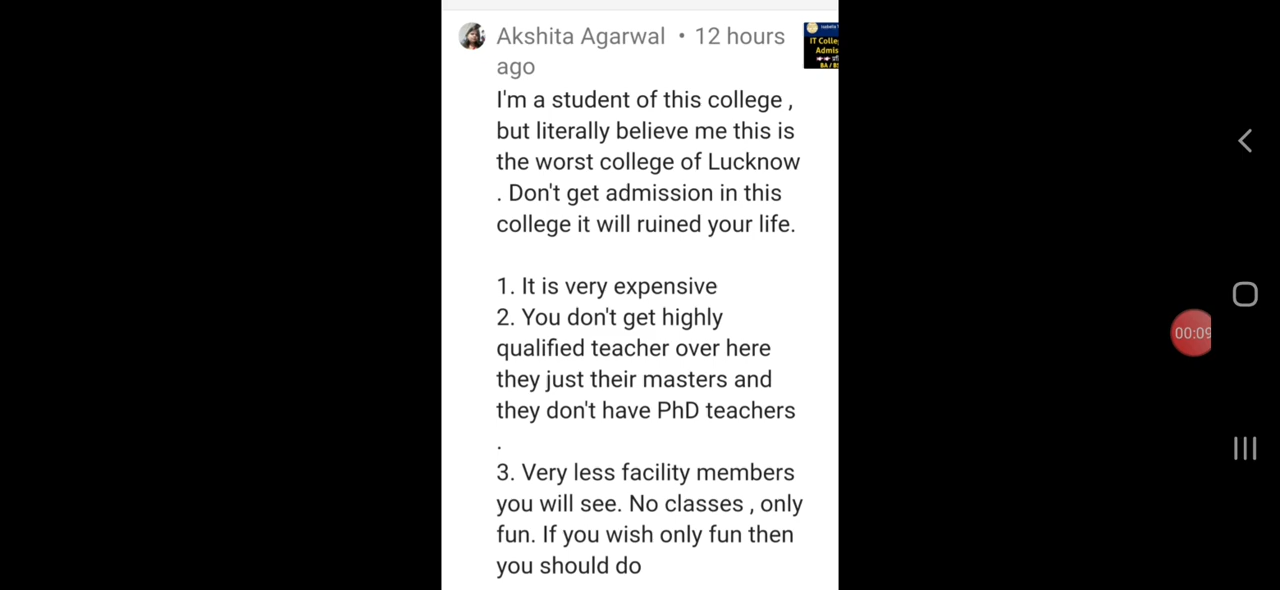 Akshita Agarwal • 12 hours
ago
I'm a student of this college ,
but literally believe me this is
the worst college of Lucknow
. Don't get admission in this
college it will ruined your life.
1. It is very expensive
2. You don't get highly
qualified teacher over here
they just their masters and
they don't have PhD teachers
.
3. Very less facility members
you will see. No classes , only
fun. If you wish only fun then
you should do
IT Colle
Admis
BA / B
00:09